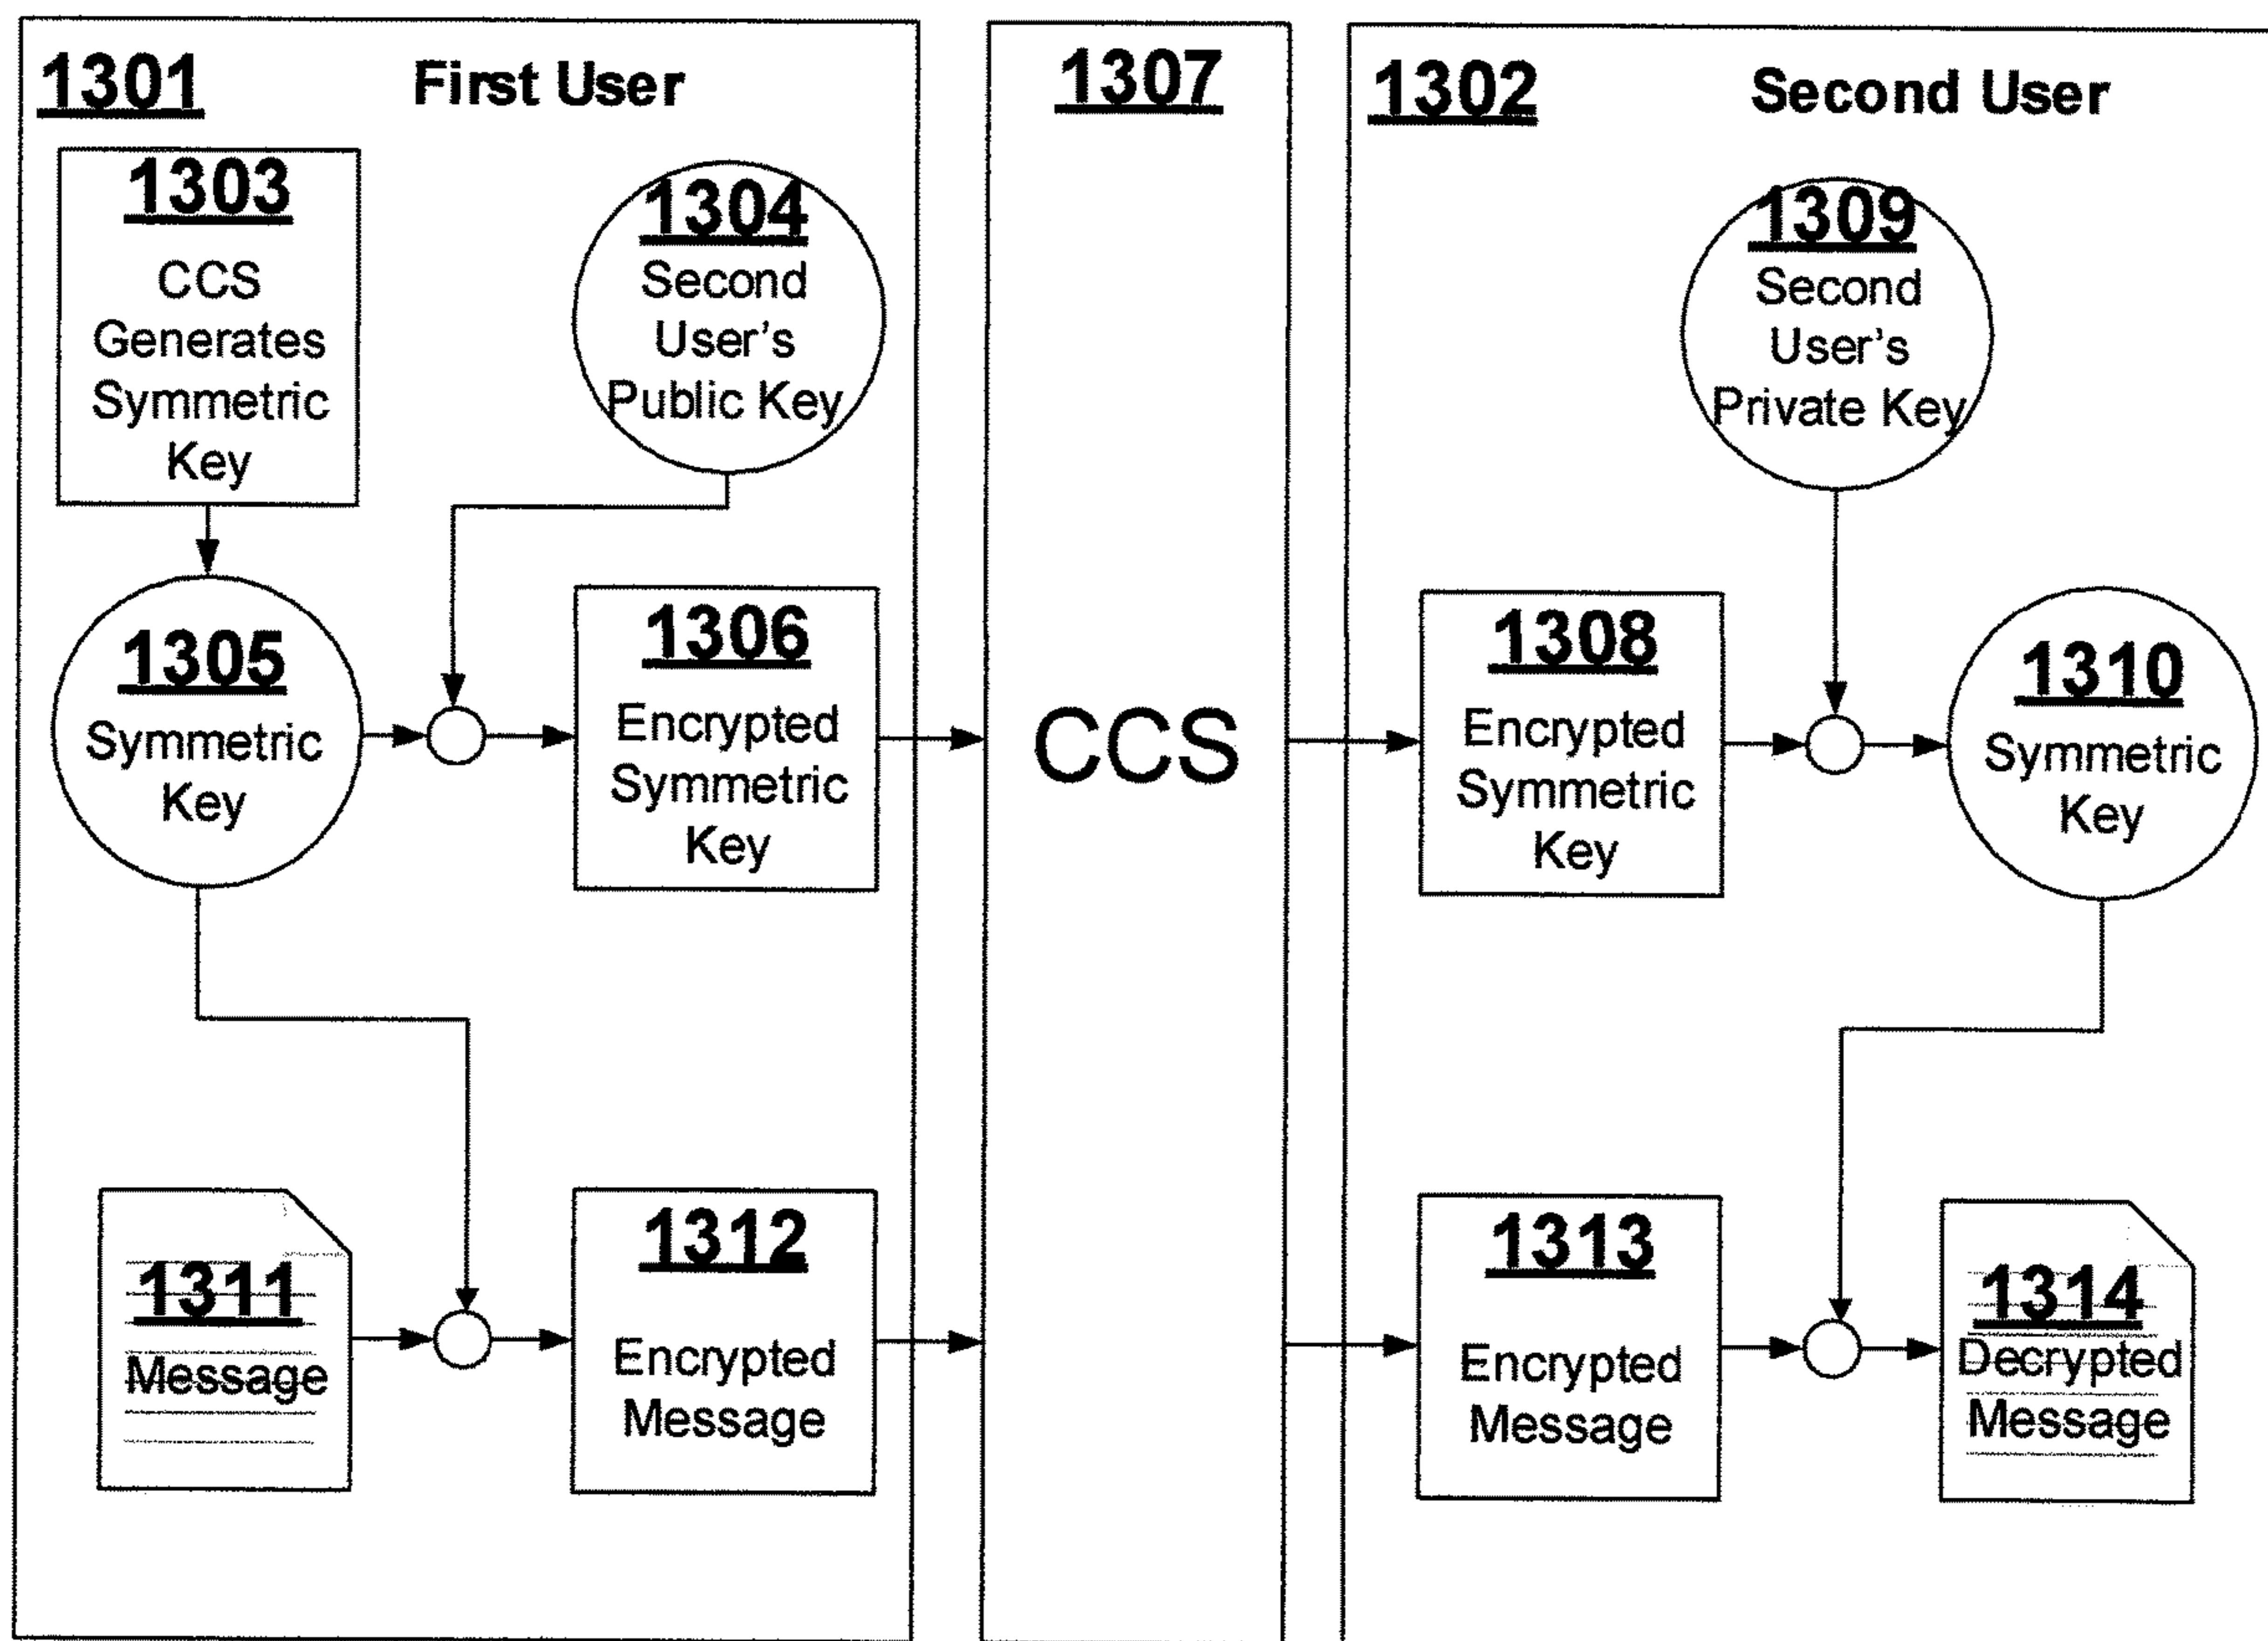 1301
First User
1303
CCS
Generates
Symmetric
Key
1304
Second
User's
Public Key
1305
Symmetric
Key
1306
Encrypted
Symmetric
Key
1311
Message
1312
Encrypted
Message
1307
CCS
1302
Second User
1309
Second
User's
Private Key
1308
Encrypted
Symmetric
Key
1310
Symmetric
Key
1313
Encrypted
Message
1314
Decrypted
Message